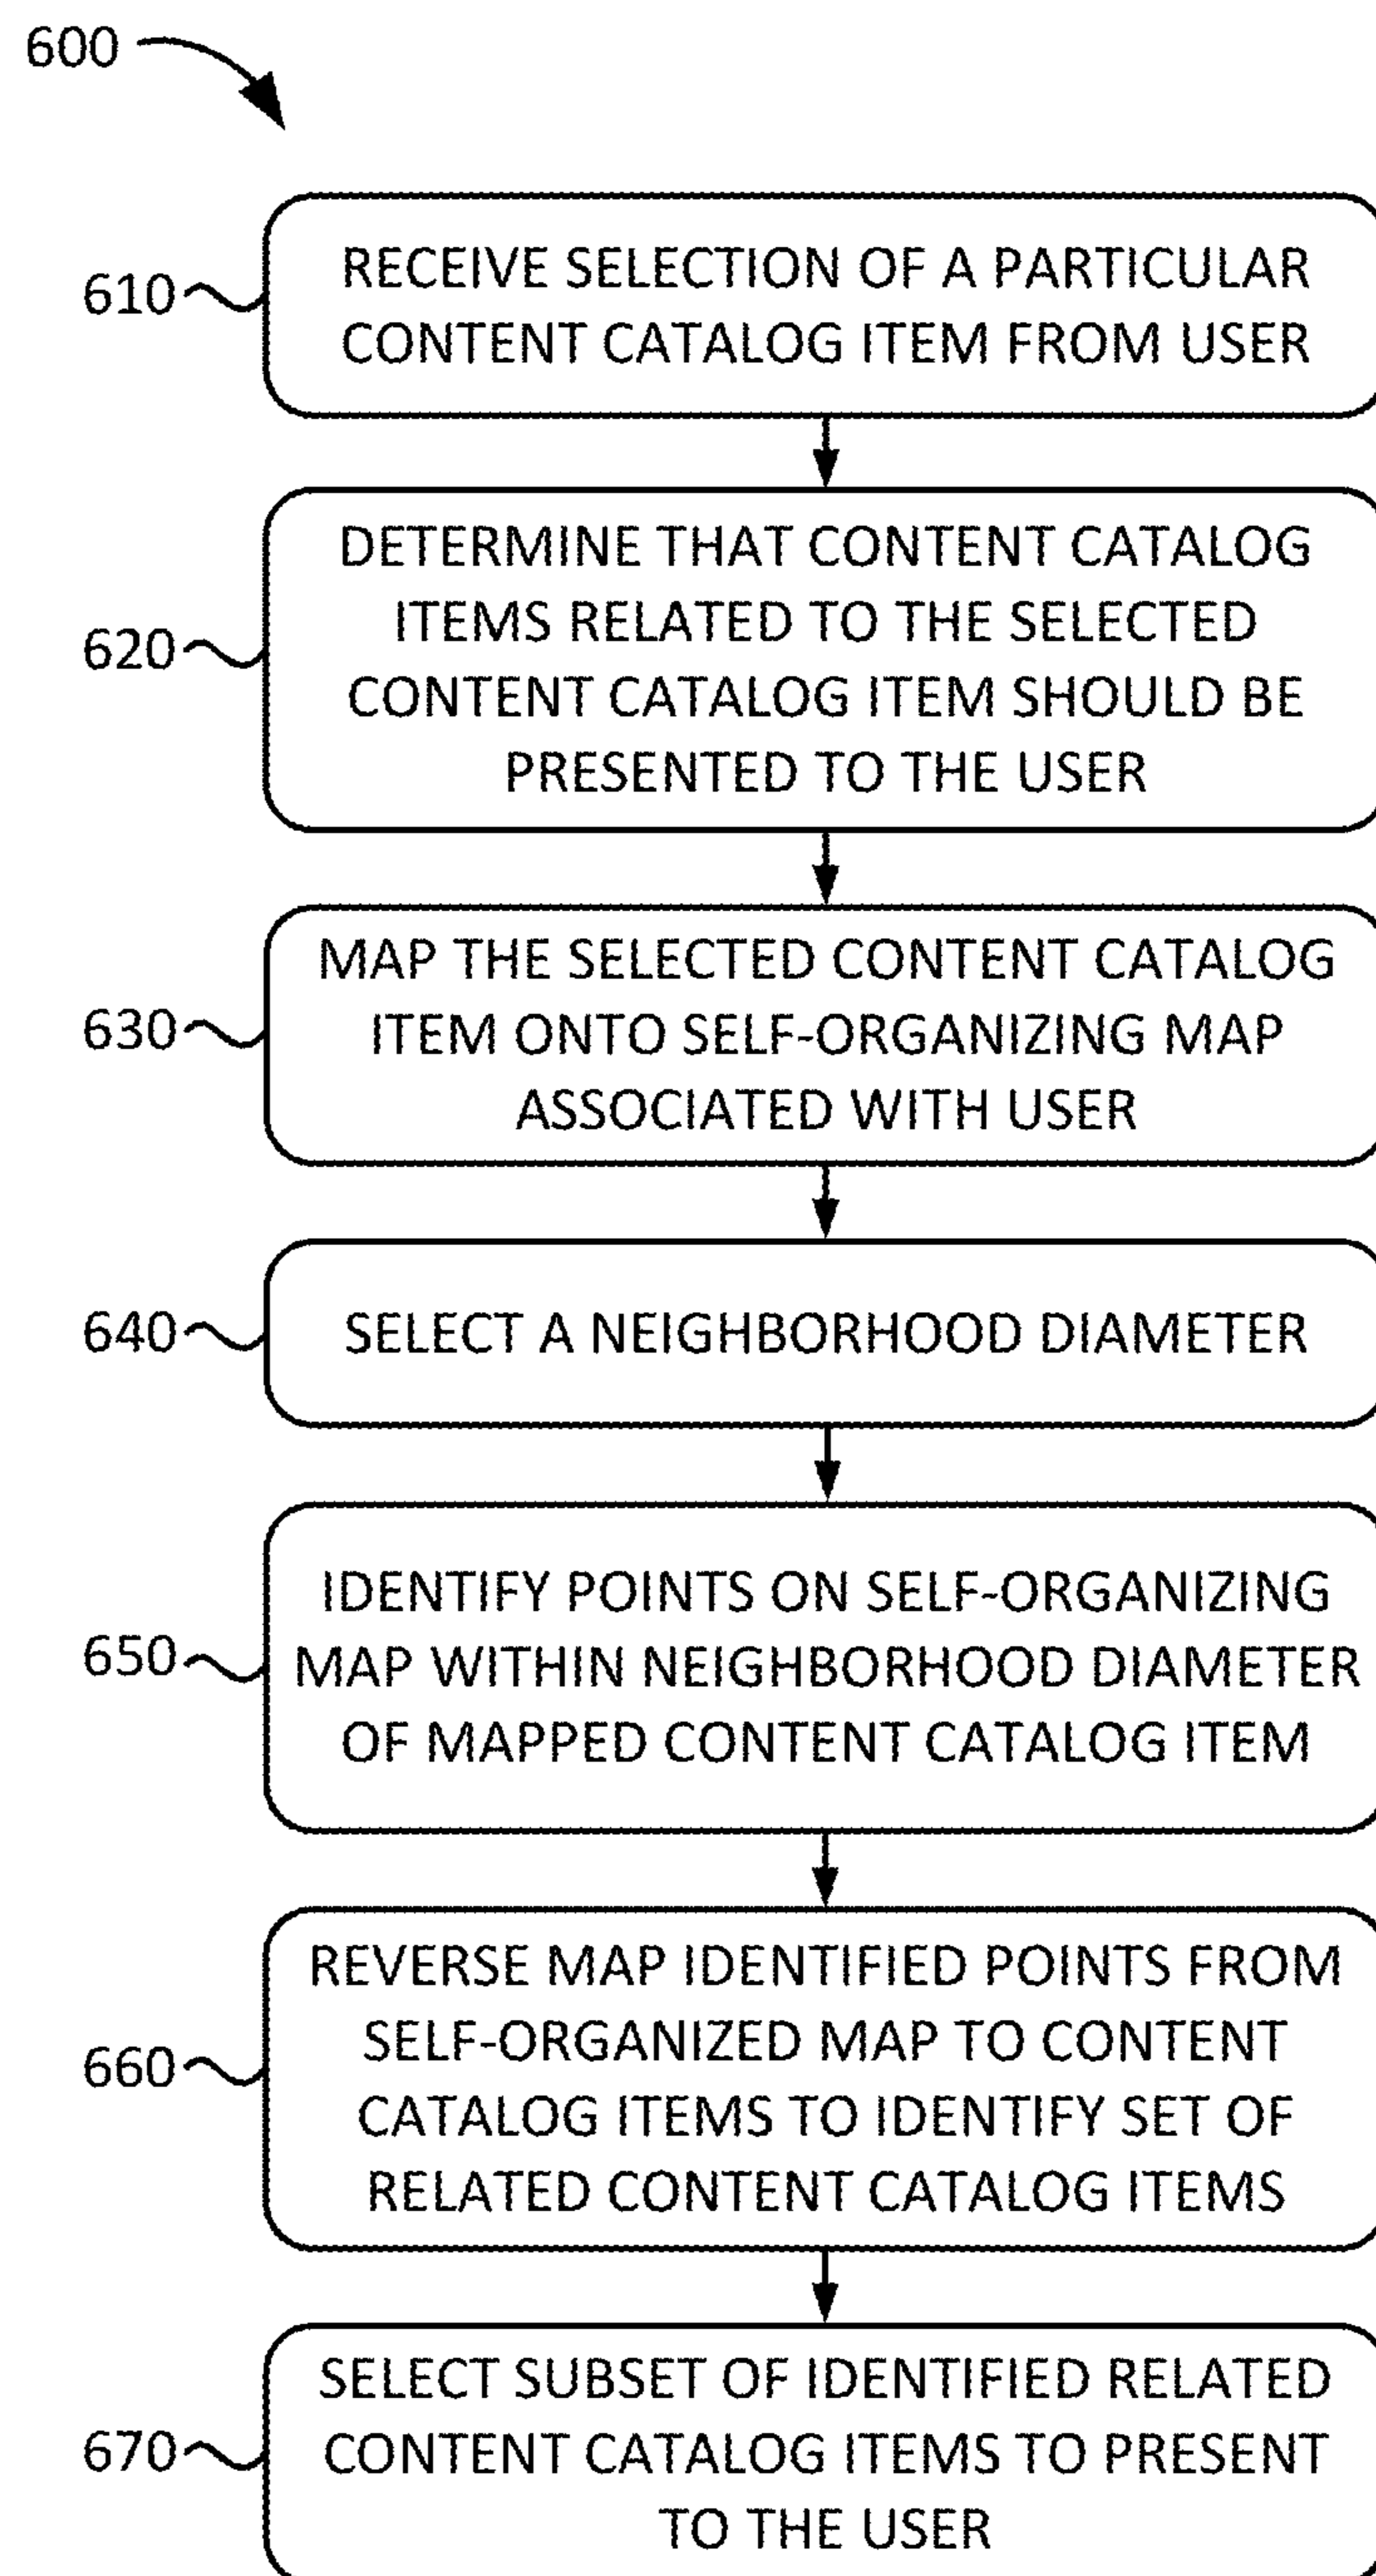 600
610
RECEIVE SELECTION OF A PARTICULAR
CONTENT CATALOG ITEM FROM USER
620
DETERMINE THAT CONTENT CATALOG
ITEMS RELATED TO THE SELECTED
CONTENT CATALOG ITEM SHOULD BE
PRESENTED TO THE USER
630
MAP THE SELECTED CONTENT CATALOG
ITEM ONTO SELF-ORGANIZING MAP
ASSOCIATED WITH USER
640
SELECT A NEIGHBORHOOD DIAMETER
650
IDENTIFY POINTS ON SELF-ORGANIZING
MAP WITHIN NEIGHBORHOOD DIAMETER
OF MAPPED CONTENT CATALOG ITEM
660
REVERSE MAP IDENTIFIED POINTS FROM
SELF-ORGANIZED MAP TO CONTENT
CATALOG ITEMS TO IDENTIFY SET OF
RELATED CONTENT CATALOG ITEMS
670
SELECT SUBSET OF IDENTIFIED RELATED
CONTENT CATALOG ITEMS TO PRESENT
TO THE USER